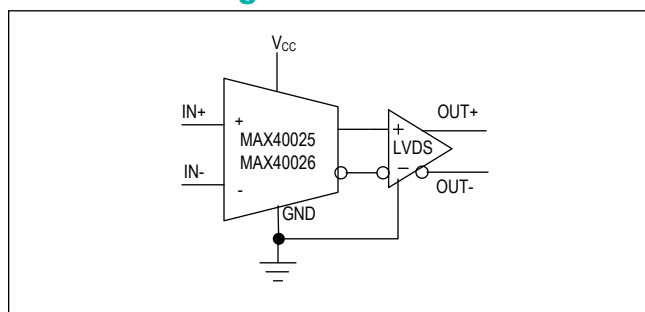 VCC
IN+
+
MAX40025
MAX40026
IN-
-
GND
+
LVDS
−
OUT+
OUT-